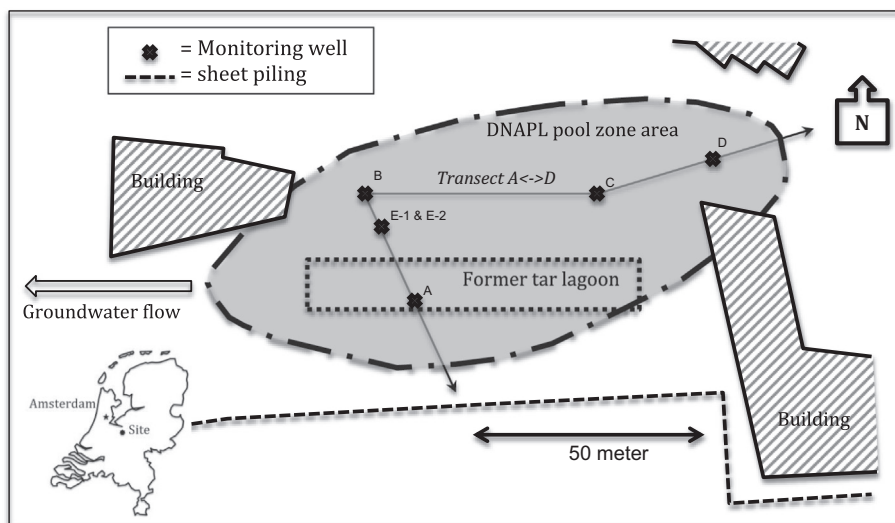 = Monitoring well
= sheet piling
DNAPL pool zone area
N
D
Building
B
Transect A<->D
C
E-1 & E-2
Former tar lagoon
A
Groundwater flow
Amsterdam
Site
50 meter
Building